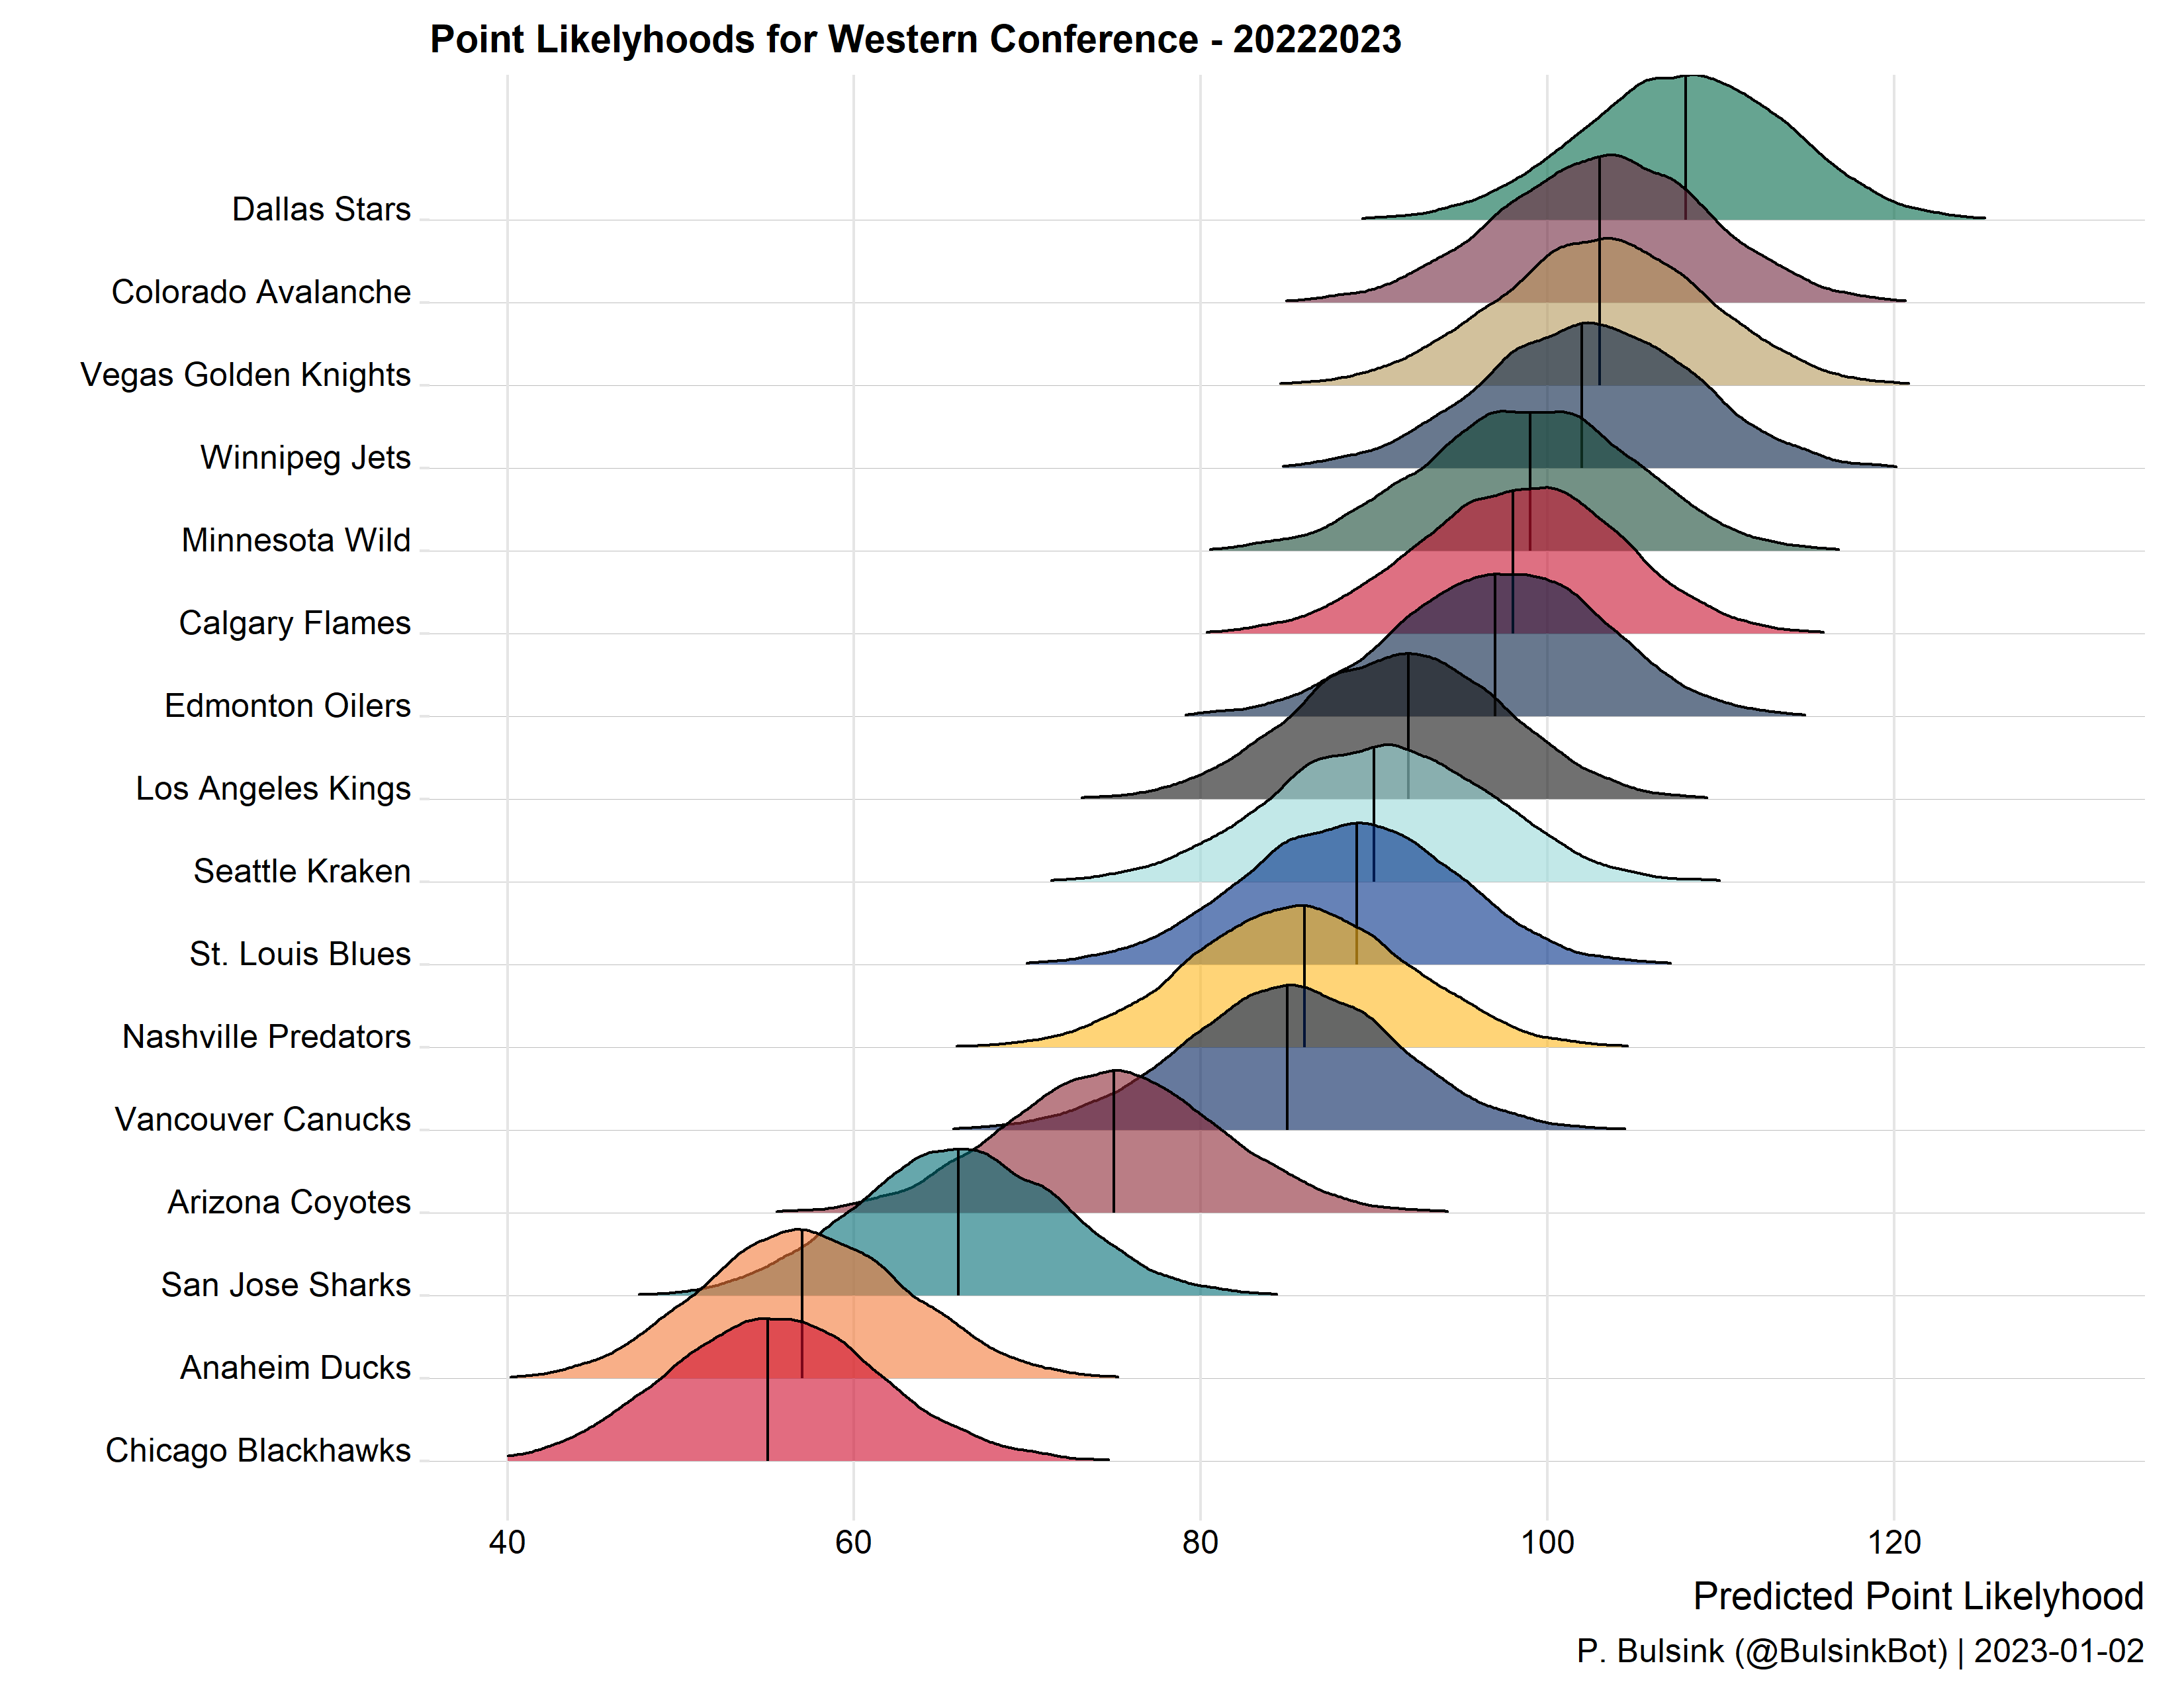 Point Likelyhoods for Western Conference - 20222023
Dallas Stars
Colorado Avalanche
Vegas Golden Knights
Winnipeg Jets
Minnesota Wild
Calgary Flames
Edmonton Oilers
Los Angeles Kings
Seattle Kraken
St. Louis Blues
Nashville Predators
Vancouver Canucks
Arizona Coyotes
San Jose Sharks
Anaheim Ducks
Chicago Blackhawks
40 60 80 100 120
Predicted Point Likelyhood
P. Bulsink (@BulsinkBot) | 2023-01-02